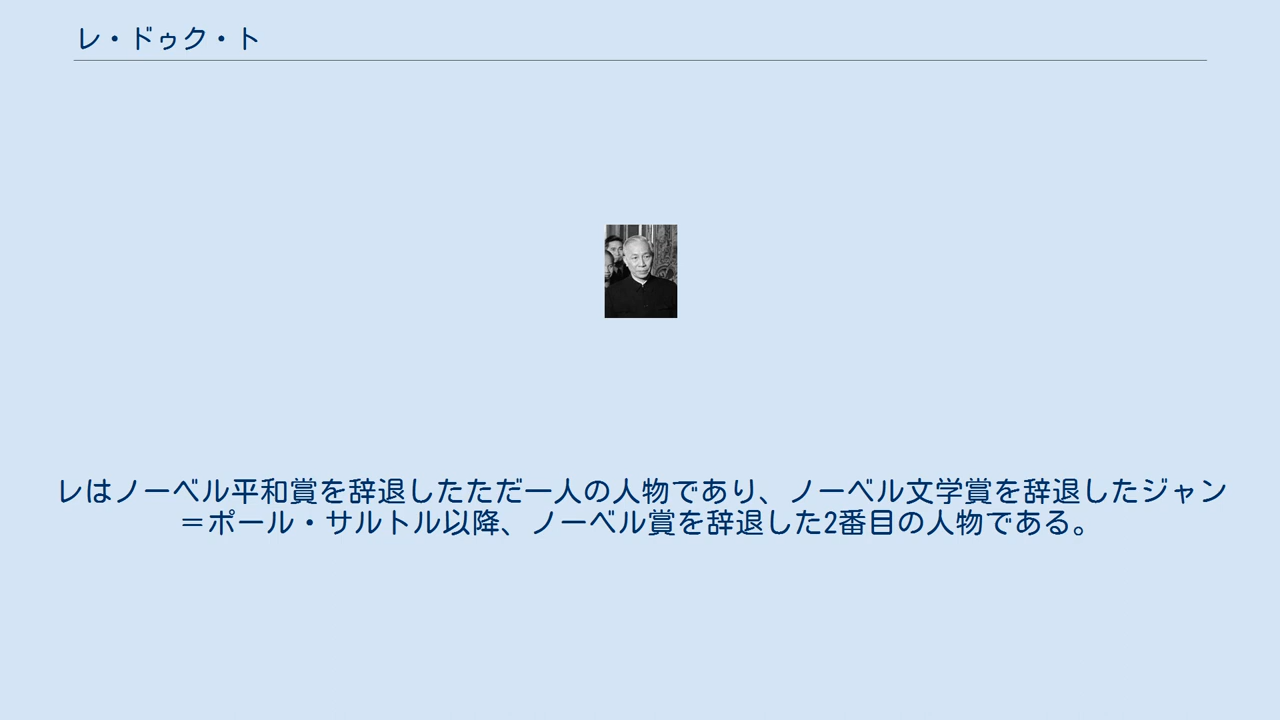 レ・ドゥク・ト
レはノーベル平和賞を辞退したただ一人の人物であり、ノーベル文学賞を辞退したジャン
＝ポール・サルトル以降、ノーベル賞を辞退した2番目の人物である。